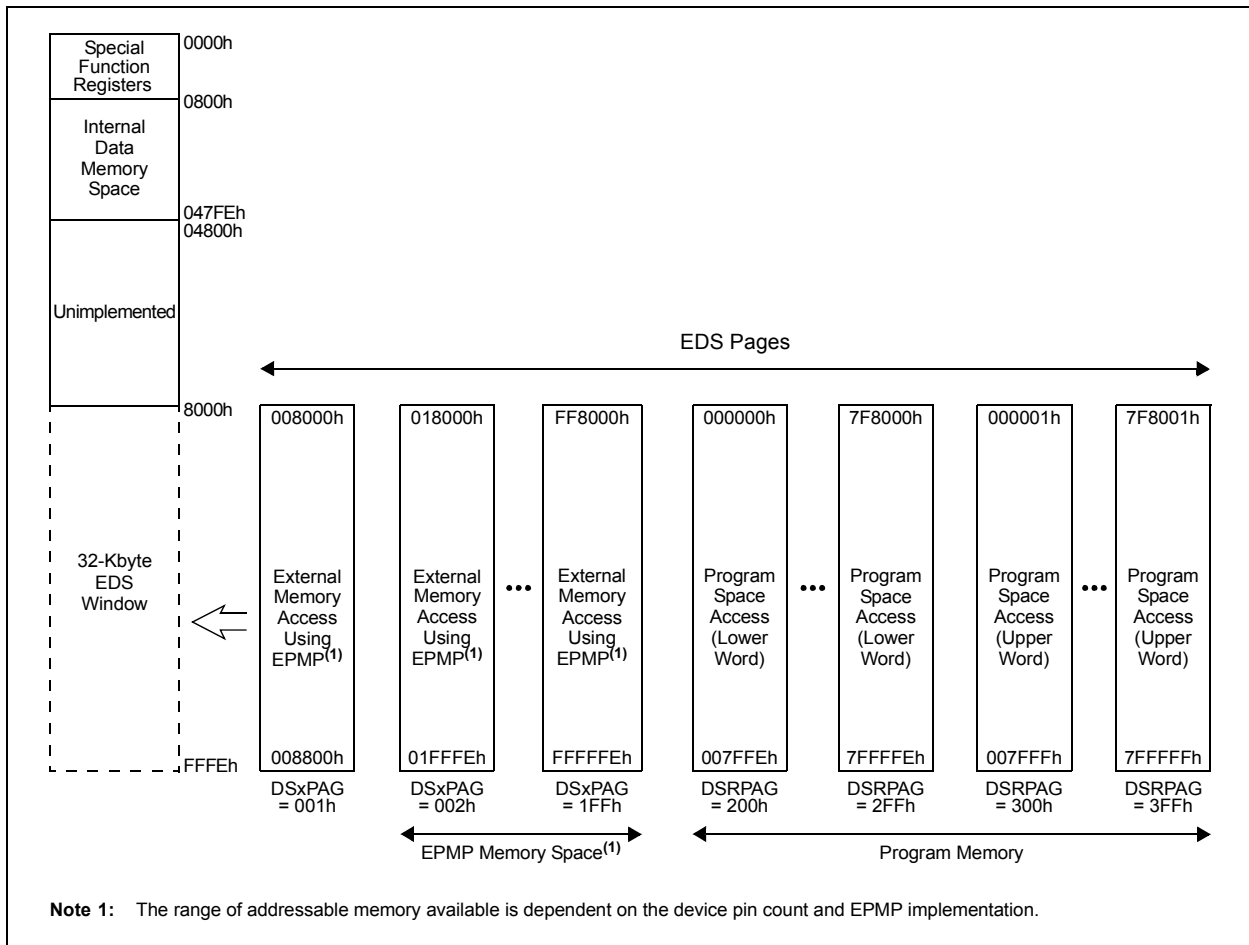 Special
Function
Registers
0000h
0800h
Internal
Data
Memory
Space
047FEh
04800h
Unimplemented
8000h
32-Kbyte
EDS
Window
FFFEh
EDS Pages
008000h
External
Memory
Access
Using
EPMP(1)
008800h
DSxPAG
= 001h
018000h
External
Memory
Access
Using
EPMP(1)
01FFFEh
DSxPAG
= 002h
•••
FF8000h
External
Memory
Access
Using
EPMP(1)
FFFFFEh
DSxPAG
= 1FFh
000000h
Program
Space
Access
(Lower
Word)
007FFEh
DSRPAG
= 200h
•••
7F8000h
Program
Space
Access
(Lower
Word)
7FFFFEh
DSRPAG
= 2FFh
000001h
Program
Space
Access
(Upper
Word)
007FFFh
DSRPAG
= 300h
•••
7F8001h
Program
Space
Access
(Upper
Word)
7FFFFFh
DSRPAG
= 3FFh
EPMP Memory Space(1)
Program Memory
Note 1: The range of addressable memory available is dependent on the device pin count and EPMP implementation.